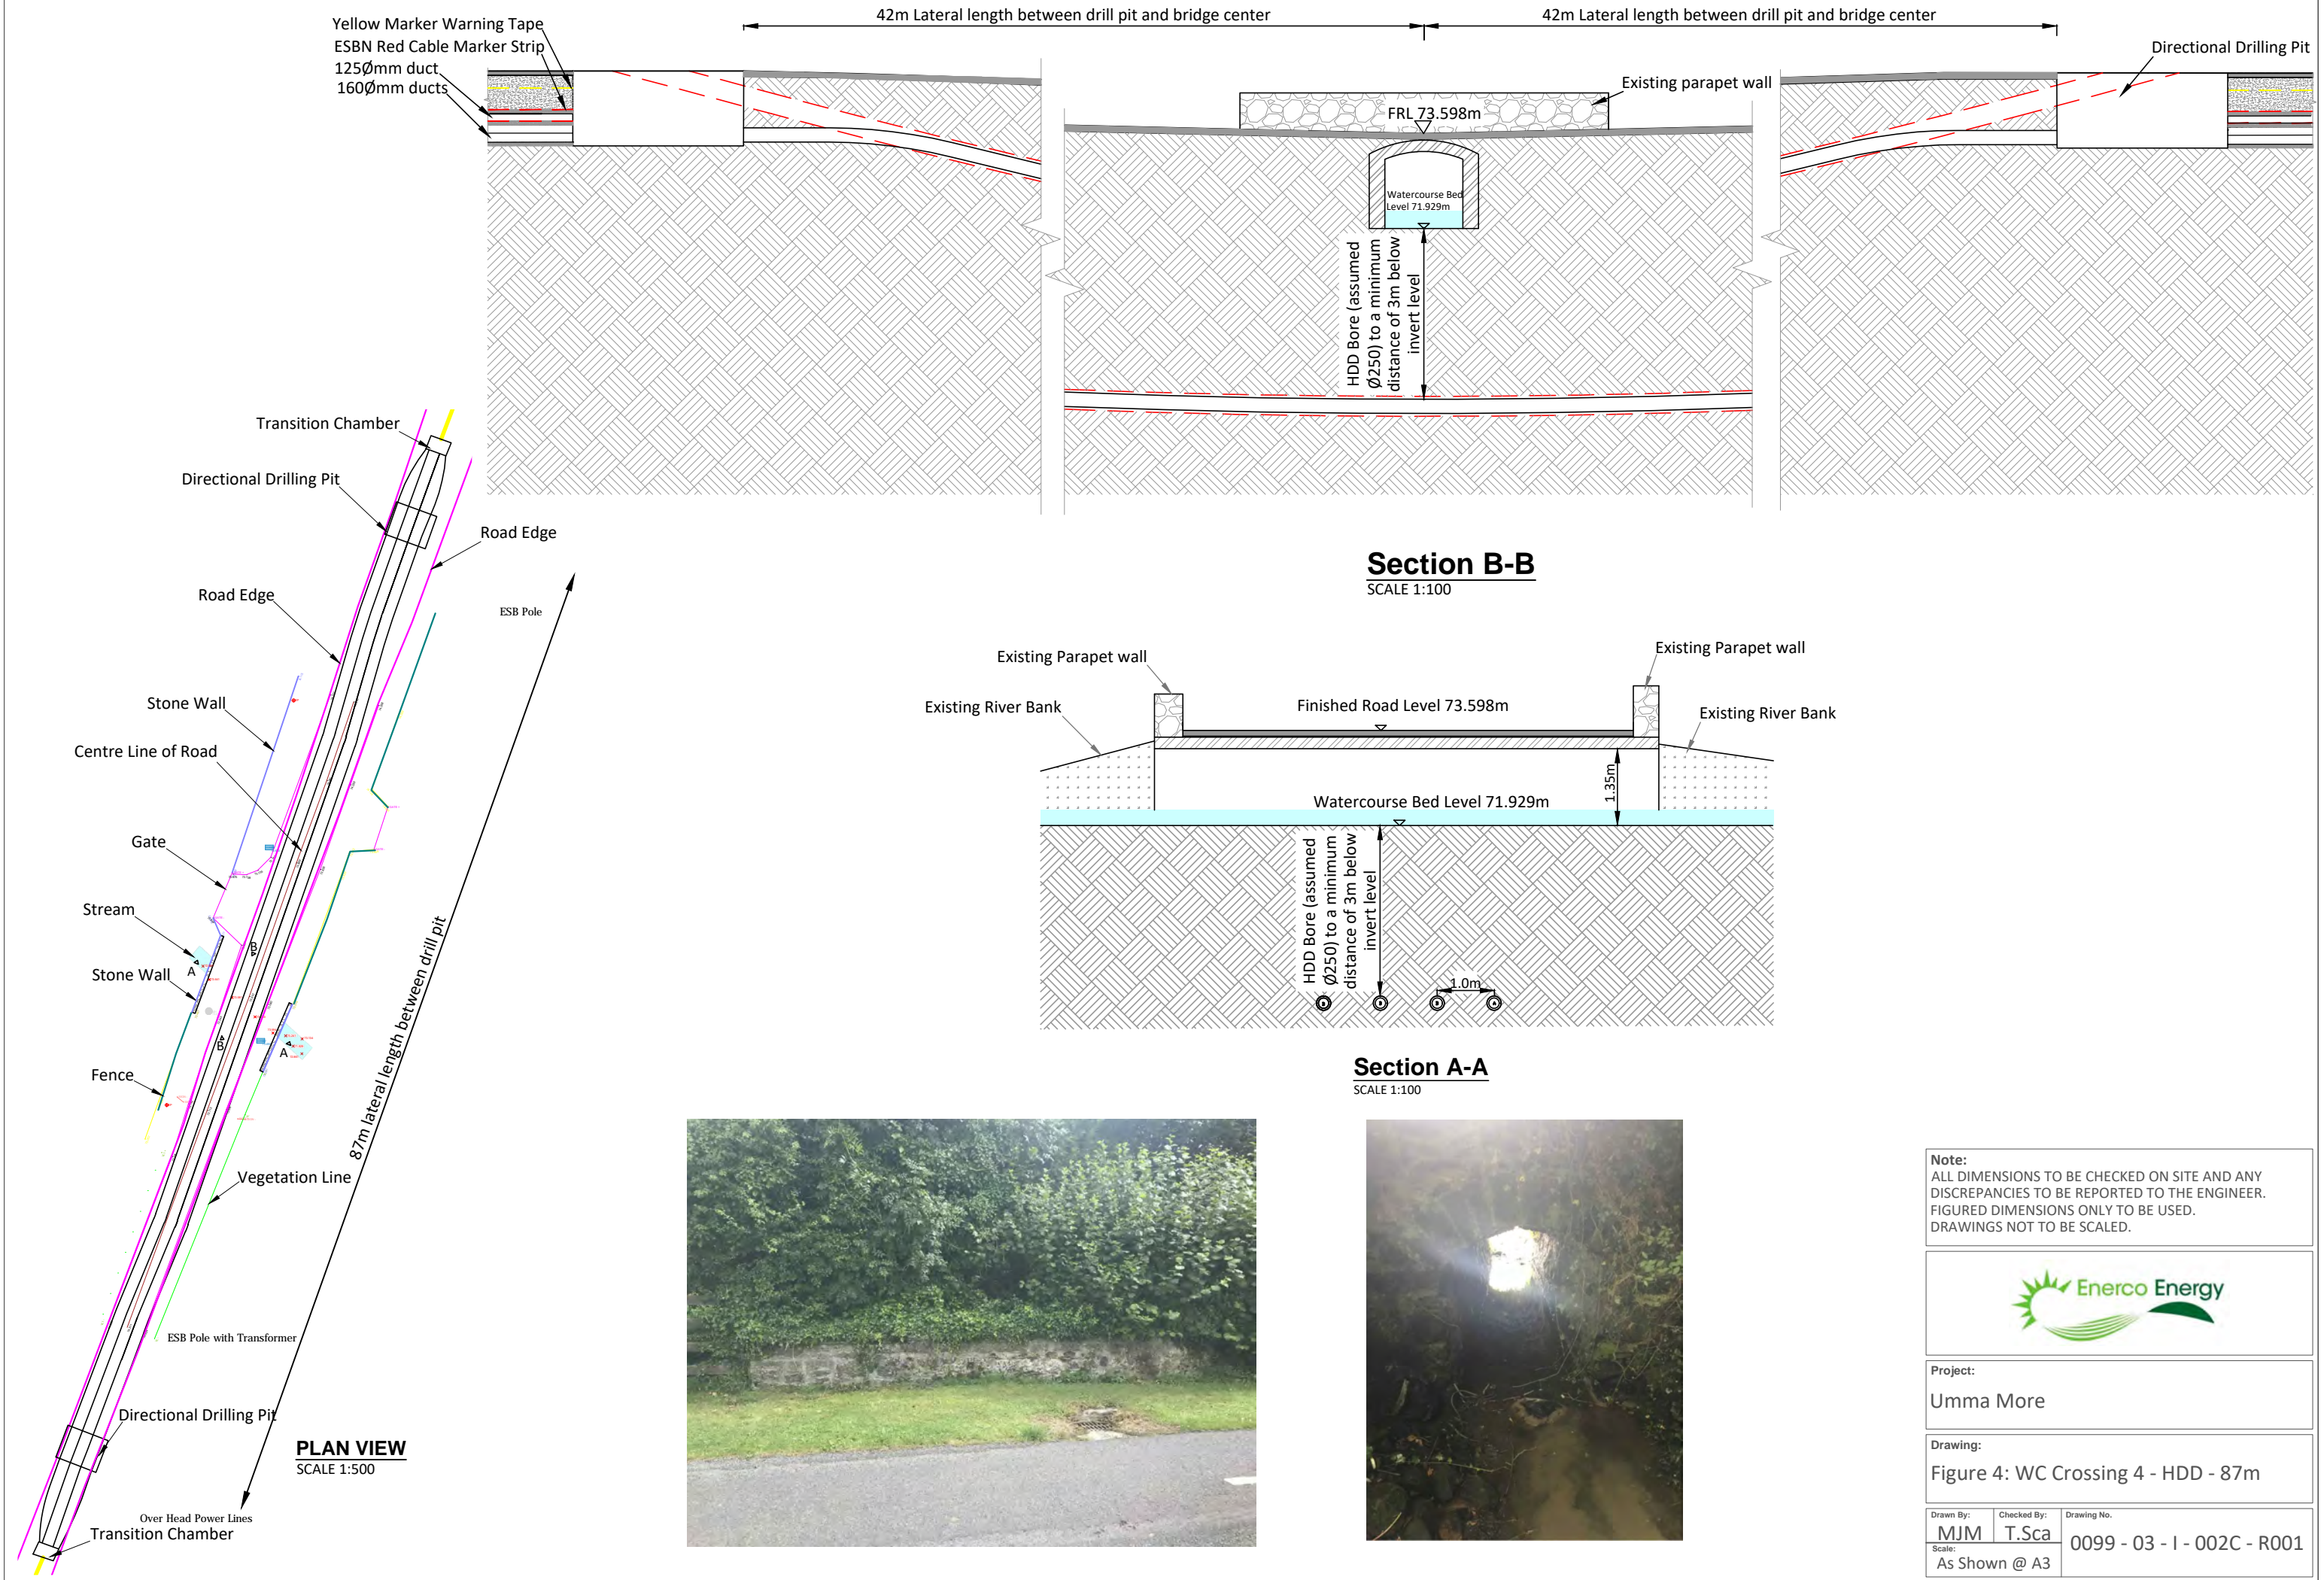 42m Lateral length between drill pit and bridge center
42m Lateral length between drill pit and bridge center
Yellow Marker Warning Tape
ESBN Red Cable Marker Strip
125Ømm duct
160Ømm ducts
Directional Drilling Pit
Existing parapet wall
FRL 73.598m
Watercourse Bed
Level 71.929m
HDD Bore (assumed
Ø250) to a minimum
distance of 3m below
invert level
Section B-B
SCALE 1:100
Transition Chamber
Directional Drilling Pit
Road Edge
Road Edge
ESB Pole
Stone Wall
Centre Line of Road
Gate
Stream
A
B
Stone Wall
B
A
Fence
87m lateral length between drill pit
Vegetation Line
ESB Pole with Transformer
Directional Drilling Pit
PLAN VIEW
SCALE 1:500
Over Head Power Lines
Transition Chamber
Existing Parapet wall
Existing Parapet wall
Existing River Bank
Finished Road Level 73.598m
Existing River Bank
1.35m
Watercourse Bed Level 71.929m
HDD Bore (assumed
Ø250) to a minimum
distance of 3m below
invert level
1.0m
Section A-A
SCALE 1:100
Note:
ALL DIMENSIONS TO BE CHECKED ON SITE AND ANY
DISCREPANCIES TO BE REPORTED TO THE ENGINEER.
FIGURED DIMENSIONS ONLY TO BE USED.
DRAWINGS NOT TO BE SCALED.
Enerco Energy
Project:
Umma More
Drawing:
Figure 4: WC Crossing 4 - HDD - 87m
Drawn By:
MJM
Checked By:
T.Sca
Drawing No.
0099 - 03 - I - 002C - R001
Scale:
As Shown @ A3